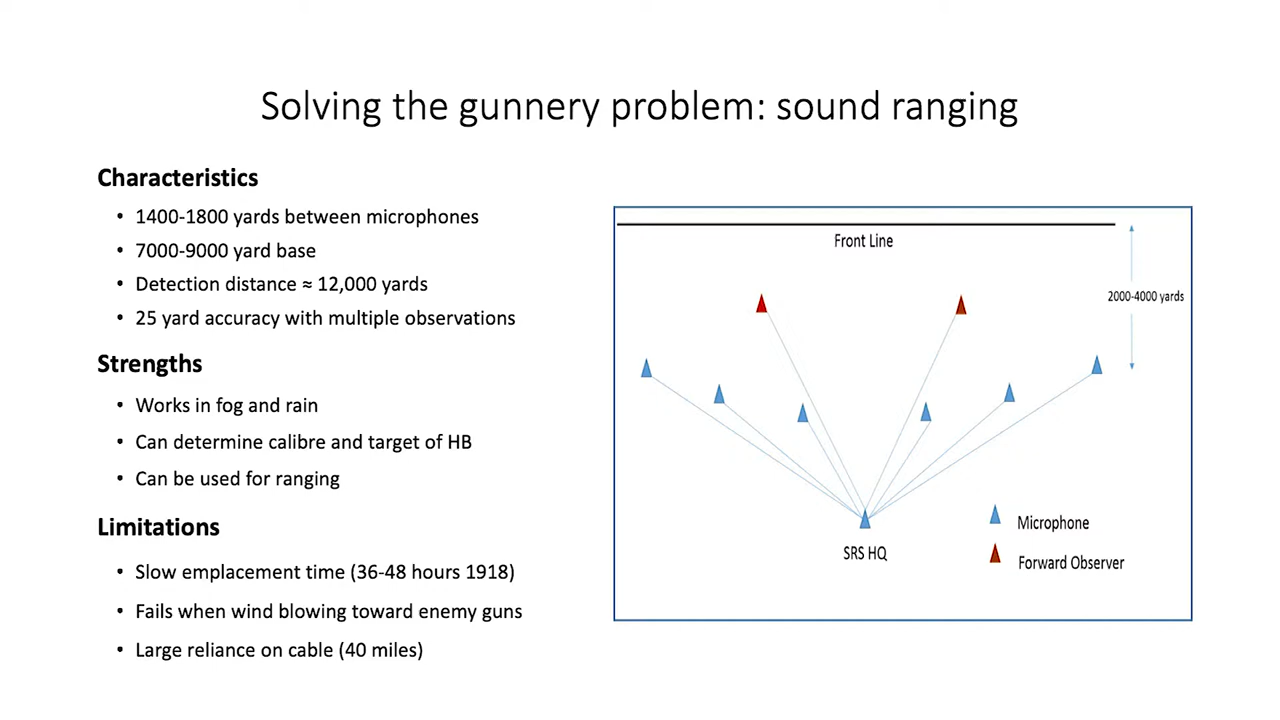 Solving the gunnery problem: sound ranging
Characteristics
• 1400-1800 yards between microphones
• 7000-9000 yard base
• Detection distance ≈ 12,000 yards
• 25 yard accuracy with multiple observations
Strengths
• Works in fog and rain
• Can determine calibre and target of HB
• Can be used for ranging
Limitations
• Slow emplacement time (36-48 hours 1918)
• Fails when wind blowing toward enemy guns
• Large reliance on cable (40 miles)
Front Line
2000-4000 yards
SRS HQ
Microphone
Forward Observer